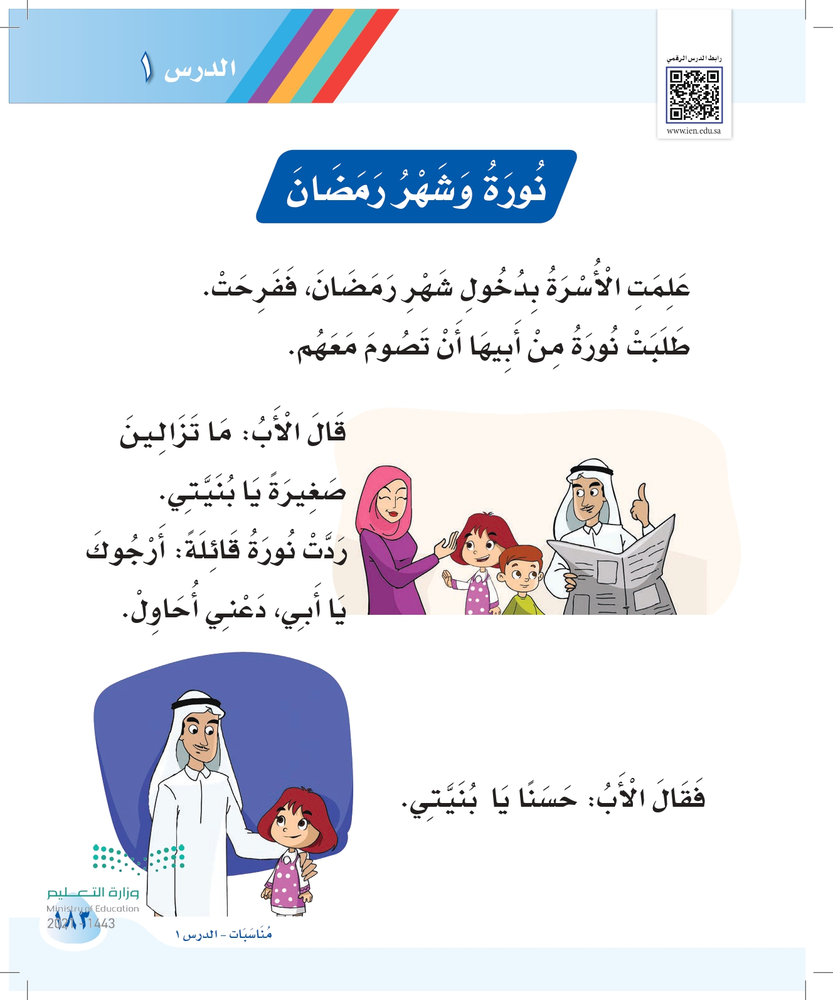 رابط الدرس الرقمي
www.ien.edu.sa
الدرس ١
نُورَةُ وَشَهْرُ رَمَضَانَ
عَلِمَتِ الْأُسْرَةُ بِدُخُولِ شَهْرِ رَمَضَانَ، فَفَرِحَتْ.
طَلَبَتْ نُورَةُ مِنْ أَبِيهَا أَنْ تَصُومَ مَعَهُم.
قَالَ الْأَبُ: مَا تَزَالِينَ
صَغِيرَةً يَا بُنَيَّتِي.
رَدَّتْ نُورَةُ قَائِلَةً: أَرْجُوكَ
يَا أَبِي، دَعْنِي أُحَاوِلْ.
فَقَالَ الْأَبُ: حَسَنًا يَا بُنَيَّتِي.
وزارة التعليم
Ministry of Education
2021 - 1443
١٨٣
مُنَاسَبَات - الدرس ١